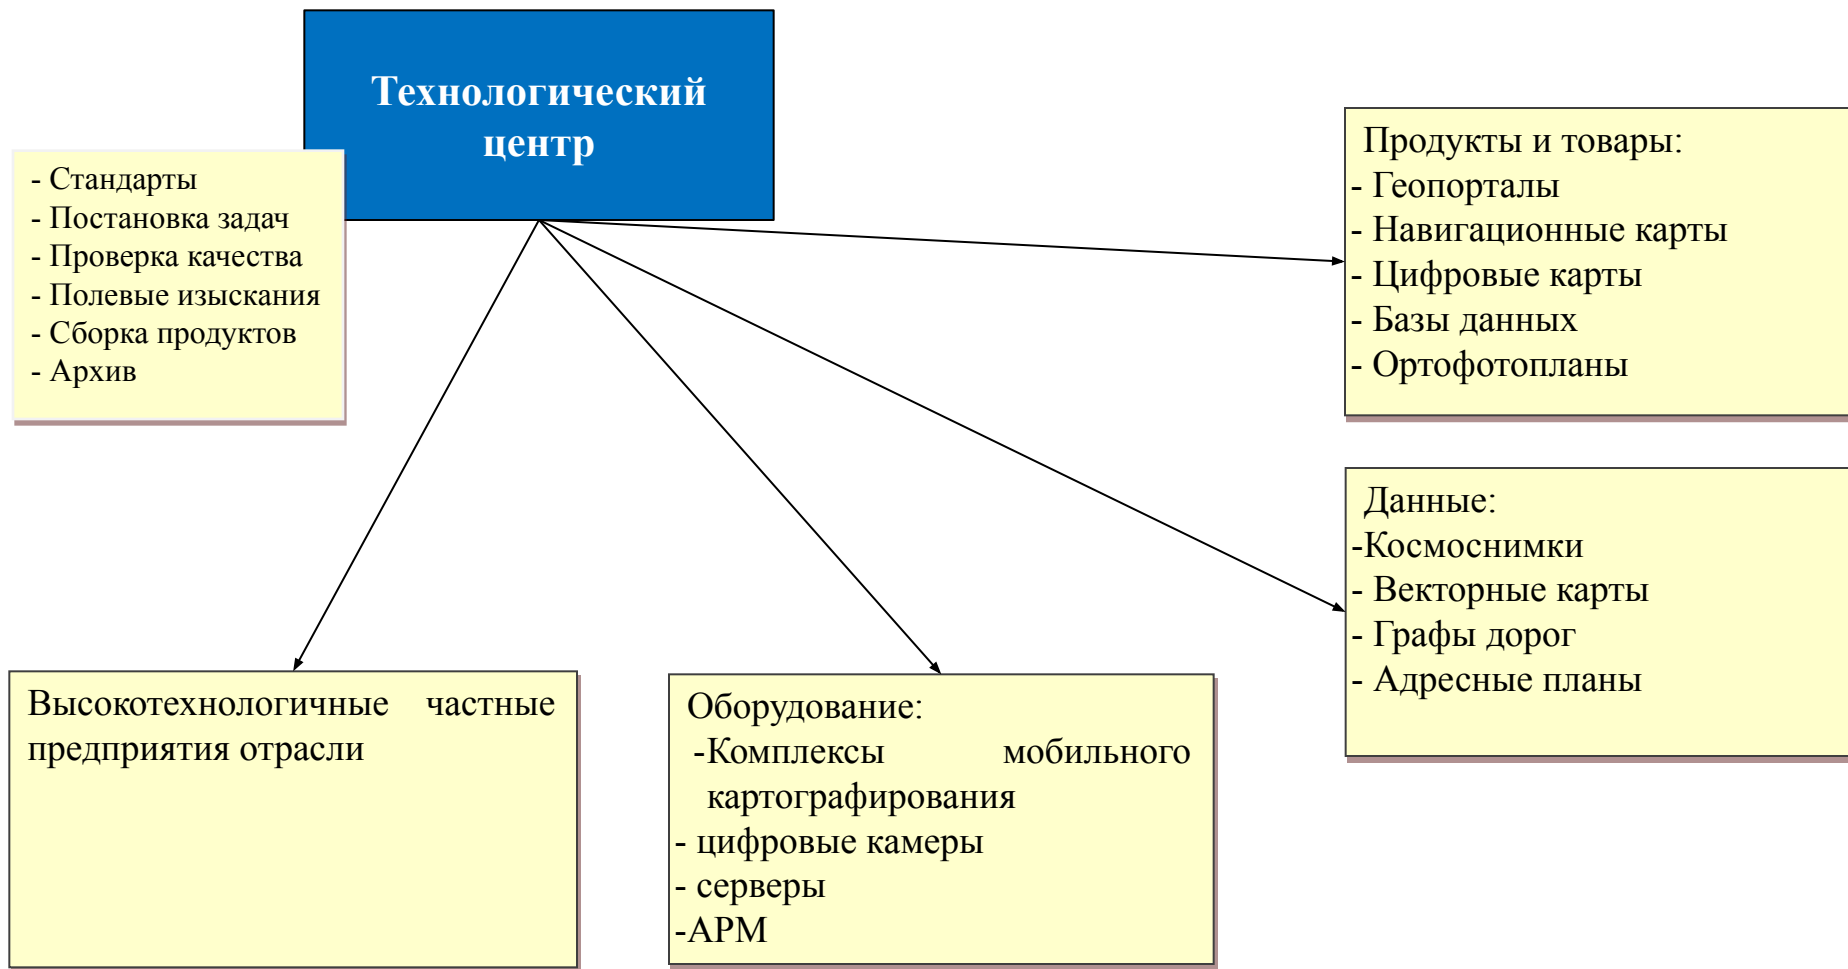 Технологический
центр
- Стандарты
- Постановка задач
- Проверка качества
- Полевые изыскания
- Сборка продуктов
- Архив
Продукты и товары:
- Геопорталы
- Навигационные карты
- Цифровые карты
- Базы данных
- Ортофотопланы
Данные:
-Космоснимки
- Векторные карты
- Графы дорог
- Адресные планы
Высокотехнологичные частные
предприятия отрасли
Оборудование:
-Комплексы мобильного
картографирования
- цифровые камеры
- серверы
-АРМ